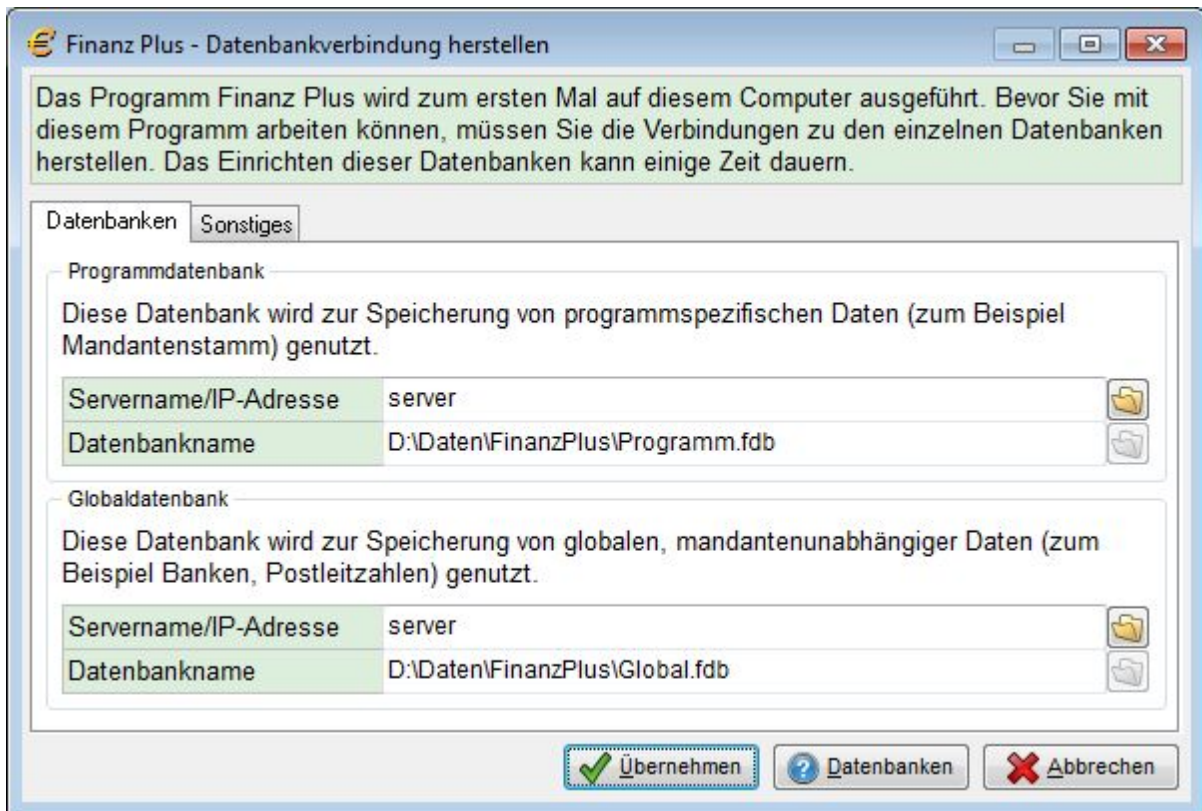 Finanz Plus - Datenbankverbindung herstellen
Das Programm Finanz Plus wird zum ersten Mal auf diesem Computer ausgeführt. Bevor Sie mit
diesem Programm arbeiten können, müssen Sie die Verbindungen zu den einzelnen Datenbanken
herstellen. Das Einrichten dieser Datenbanken kann einige Zeit dauern.
Datenbanken Sonstiges
Programmdatenbank
Diese Datenbank wird zur Speicherung von programmspezifischen Daten (zum Beispiel
Mandantenstamm) genutzt.
Servername/IP-Adresse server
Datenbankname D:\Daten\FinanzPlus\Programm.fdb
Globaldatenbank
Diese Datenbank wird zur Speicherung von globalen, mandantenunabhängiger Daten (zum
Beispiel Banken, Postleitzahlen) genutzt.
Servername/IP-Adresse server
Datenbankname D:\Daten\FinanzPlus\Global.fdb
Übernehmen Datenbanken Abbrechen